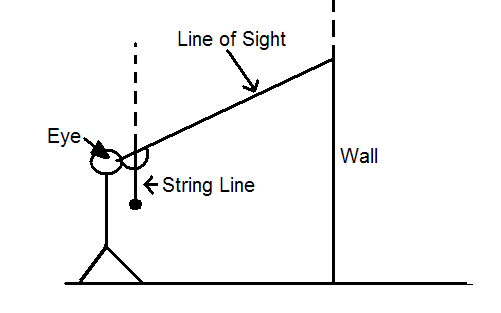 Line of Sight
Eye
Wall
String Line